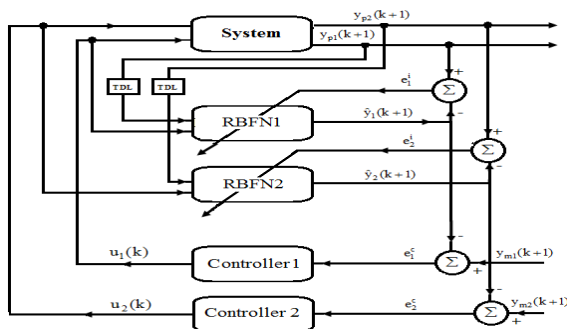 y_p2(k+1)
System
y_p1(k+1)
+
+
TDL
TDL
e_1^i
Σ
RBFN1
ŷ_1(k+1)
-
e_2^i
Σ
RBFN2
ŷ_2(k+1)
-
-
u_1(k)
Controller 1
e_1^c
Σ
y_m1(k+1)
+
-
u_2(k)
Controller 2
e_2^c
Σ
y_m2(k+1)
+